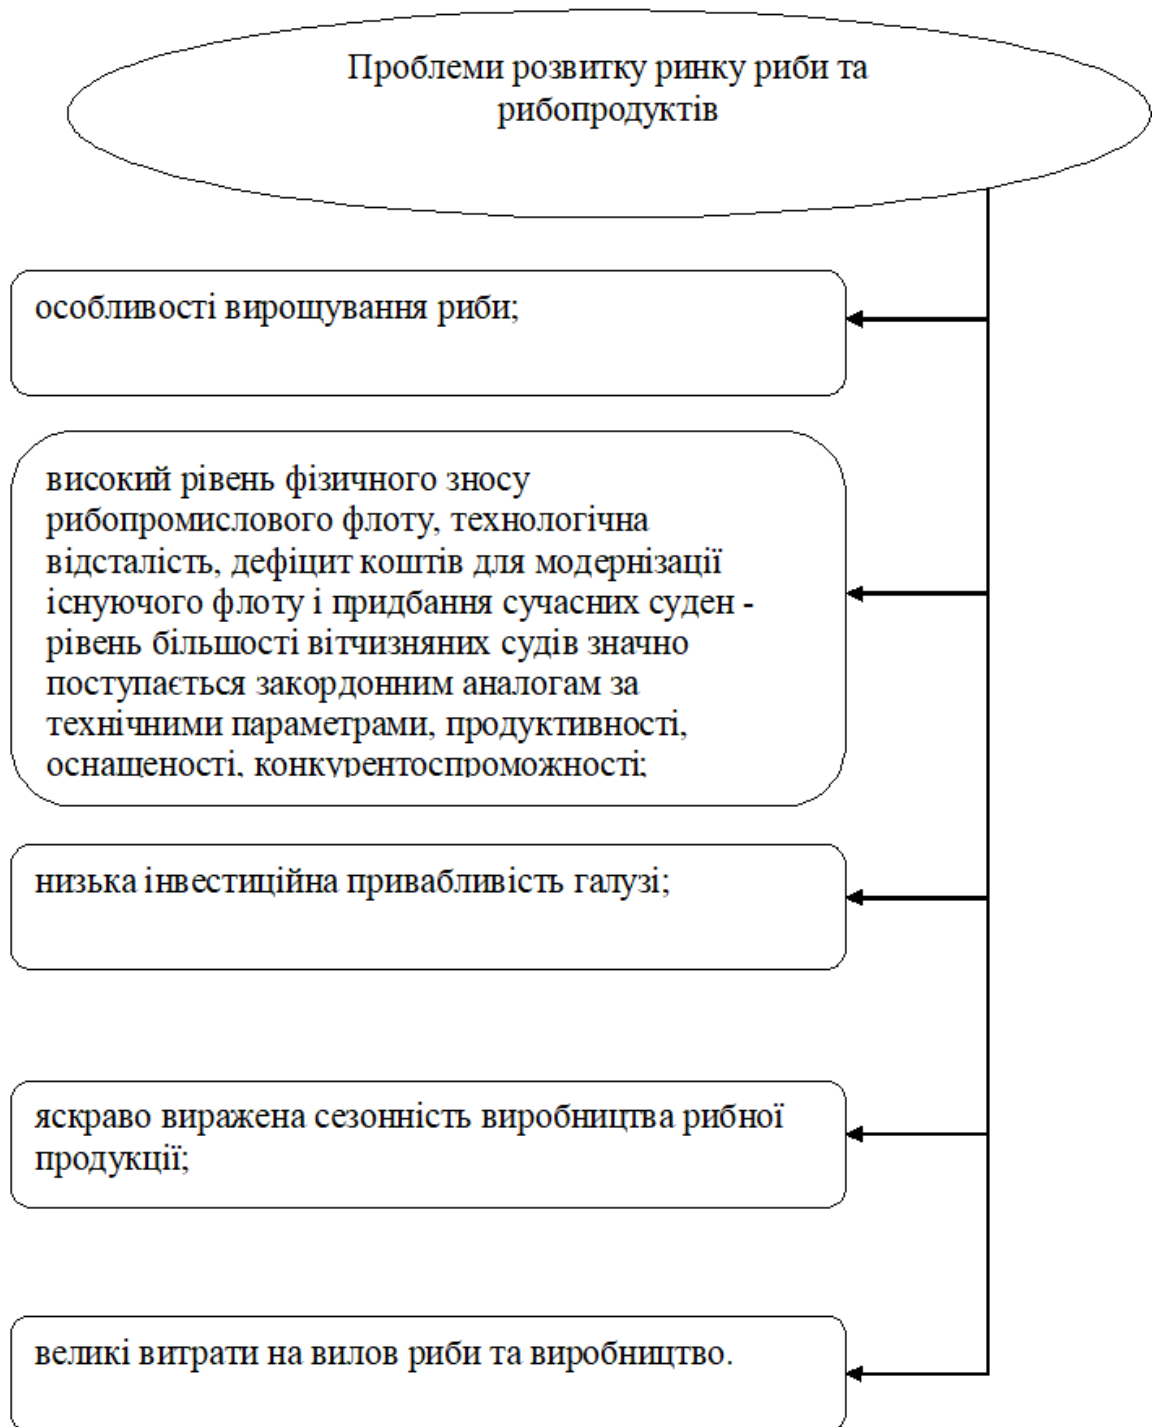 Проблеми розвитку ринку риби та
рибопродуктів
особливості вирощування риби;
високий рівень фізичного зносу
рибопромислового флоту, технологічна
відсталість, дефіцит коштів для модернізації
існуючого флоту і придбання сучасних суден -
рівень більшості вітчизняних судів значно
поступається закордонним аналогам за
технічними параметрами, продуктивності,
оснащеності, конкурентоспроможності;
низька інвестиційна привабливість галузі;
яскраво виражена сезонність виробництва рибної
продукції;
великі витрати на вилов риби та виробництво.